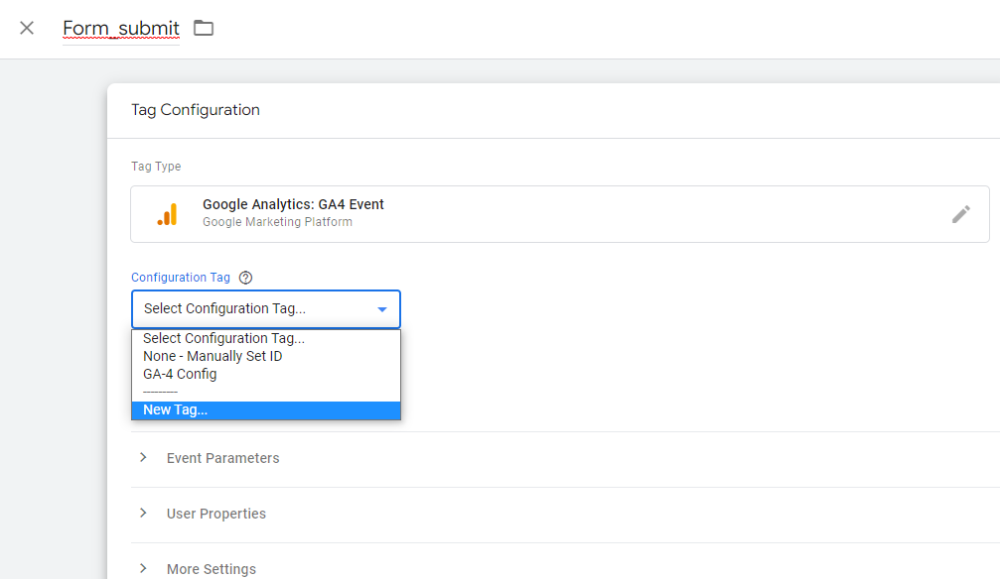 Form_submit
Tag Configuration
Tag Type
Google Analytics: GA4 Event
Google Marketing Platform
Configuration Tag
Select Configuration Tag...
Select Configuration Tag...
None - Manually Set ID
GA-4 Config
---------
New Tag...
Event Parameters
User Properties
More Settings